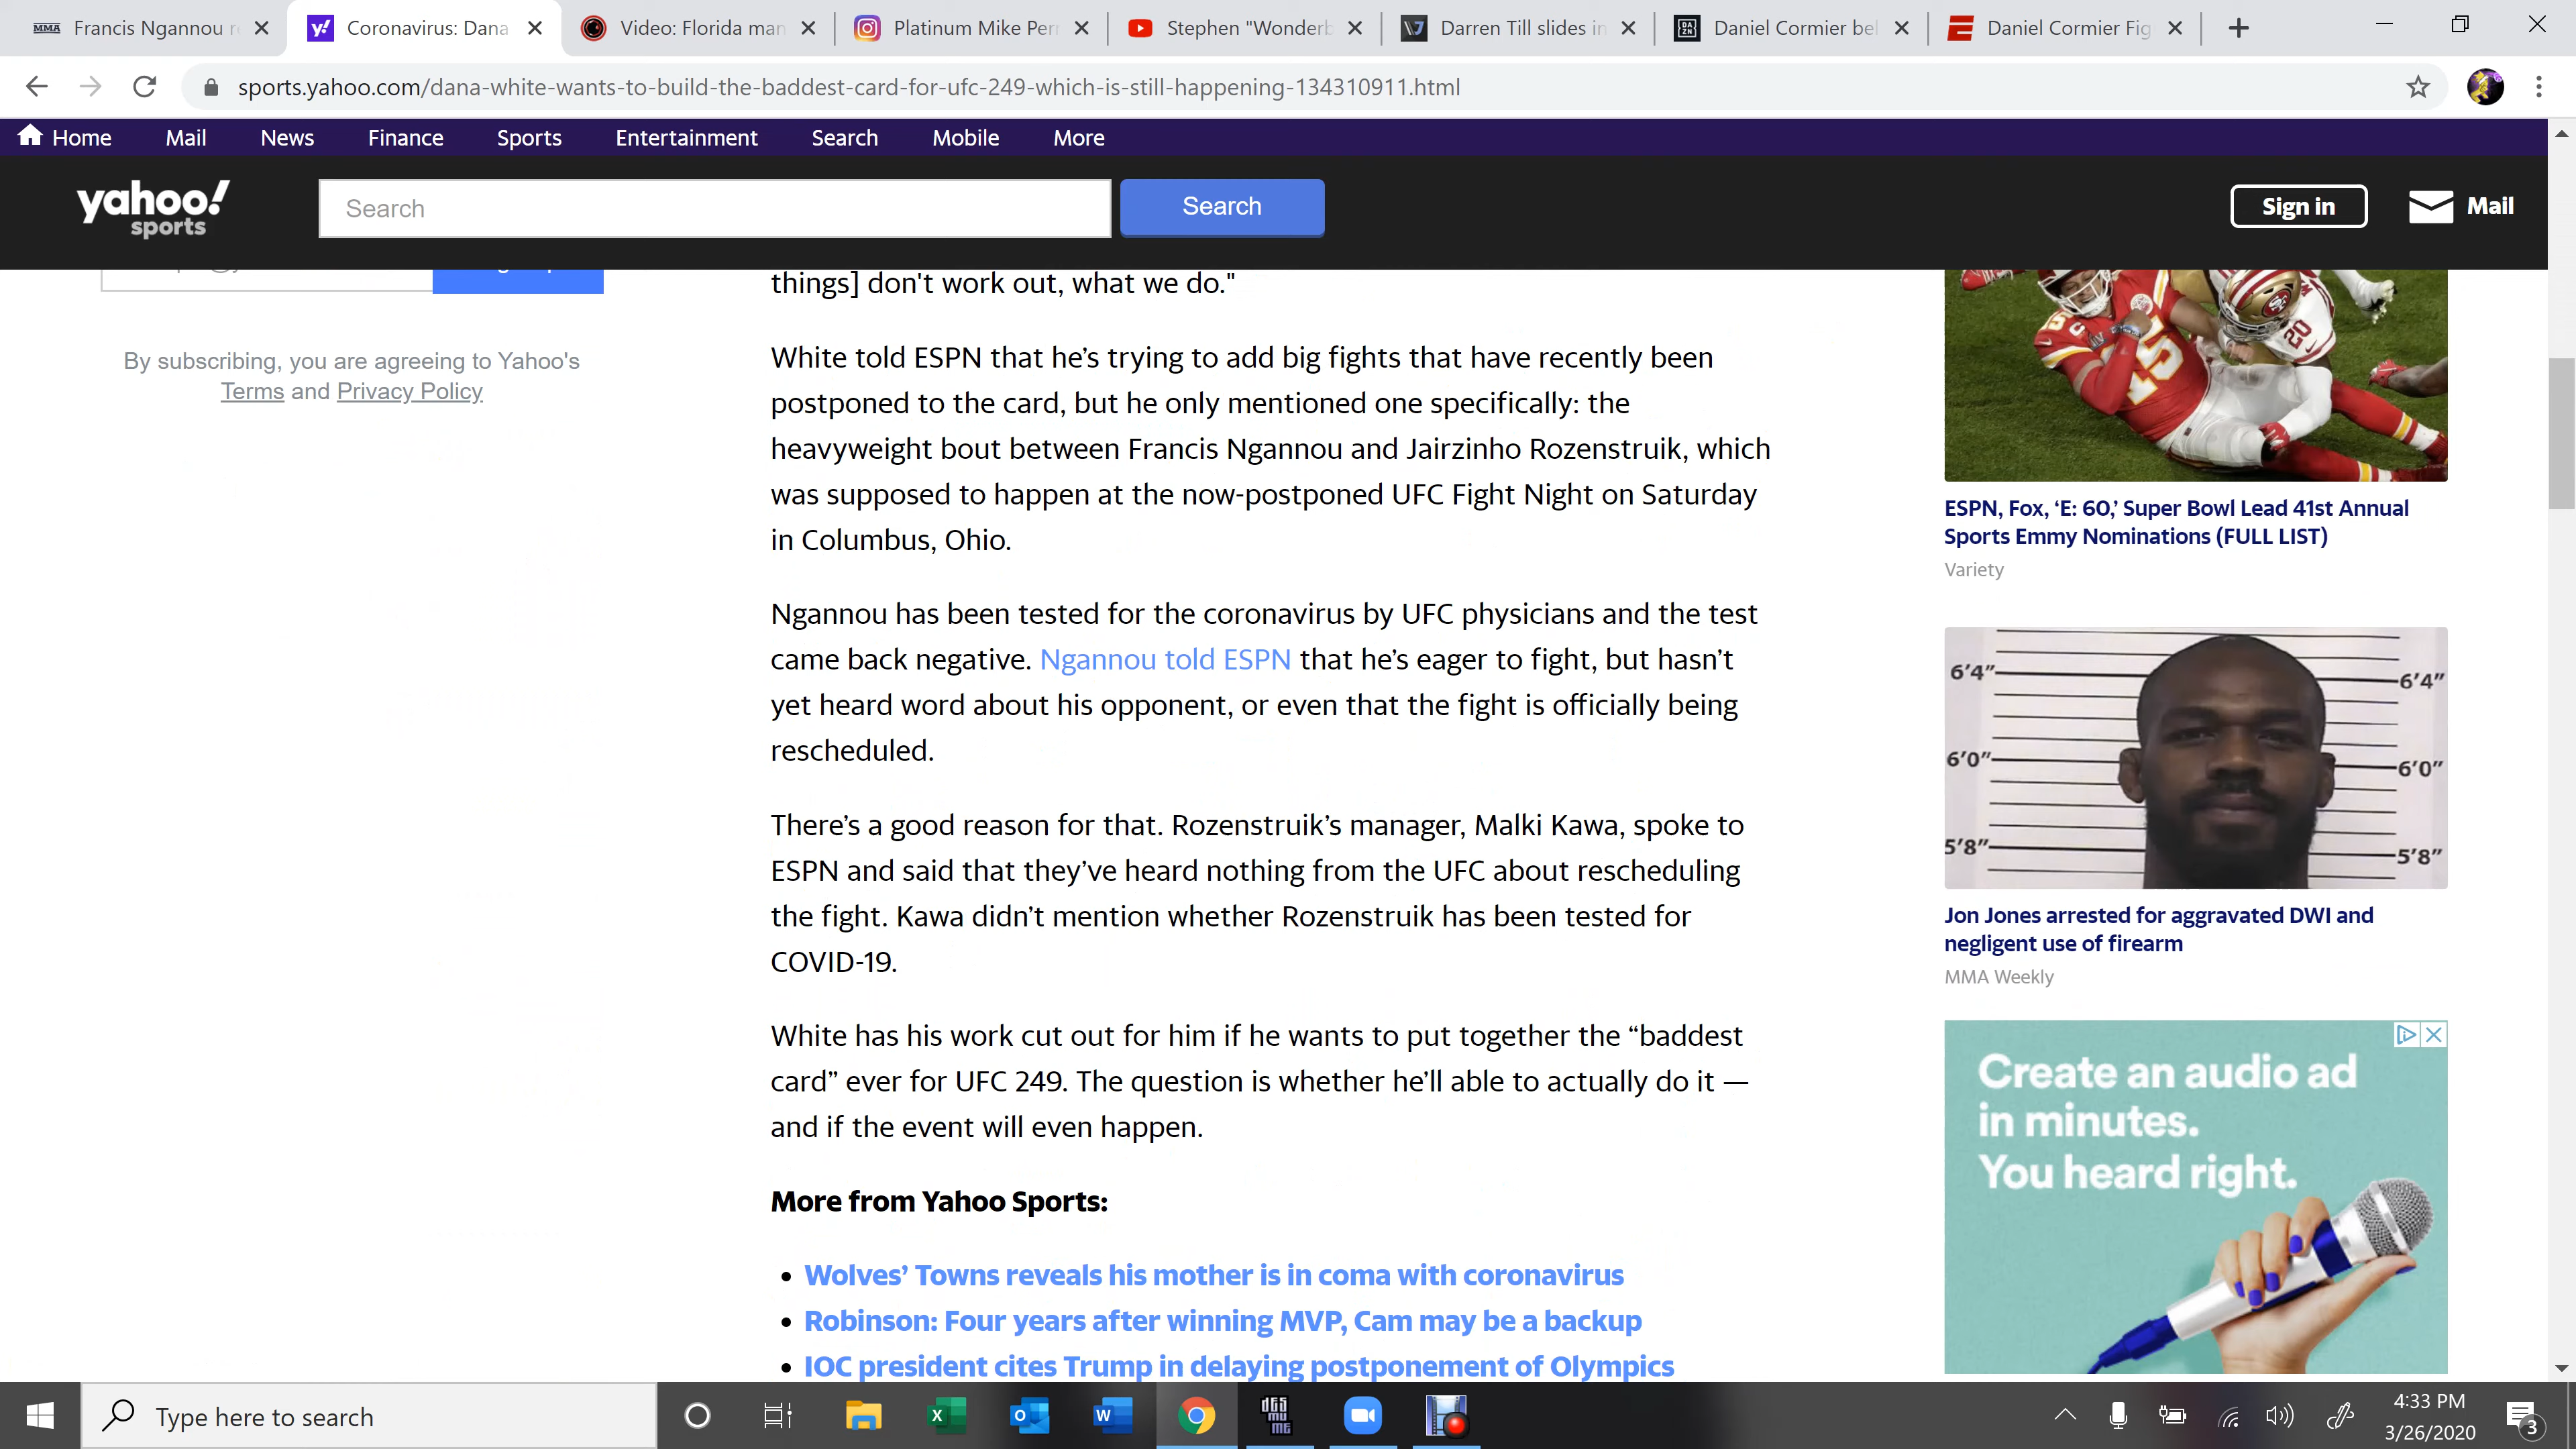 MMA Francis Ngannou r
y! Coronavirus: Dana
Video: Florida man
Platinum Mike Per
Stephen "Wonderb
Darren Till slides in
DAZN Daniel Cormier bel
Daniel Cormier Fig
sports.yahoo.com/dana-white-wants-to-build-the-baddest-card-for-ufc-249-which-is-still-happening-134310911.html
Home Mail News Finance Sports Entertainment Search Mobile More
yahoo!
sports
Search
Search
Sign in
Mail
By subscribing, you are agreeing to Yahoo's
Terms and Privacy Policy
things] don't work out, what we do."
White told ESPN that he’s trying to add big fights that have recently been
postponed to the card, but he only mentioned one specifically: the
heavyweight bout between Francis Ngannou and Jairzinho Rozenstruik, which
was supposed to happen at the now-postponed UFC Fight Night on Saturday
in Columbus, Ohio.
Ngannou has been tested for the coronavirus by UFC physicians and the test
came back negative. Ngannou told ESPN that he’s eager to fight, but hasn’t
yet heard word about his opponent, or even that the fight is officially being
rescheduled.
There’s a good reason for that. Rozenstruik’s manager, Malki Kawa, spoke to
ESPN and said that they’ve heard nothing from the UFC about rescheduling
the fight. Kawa didn’t mention whether Rozenstruik has been tested for
COVID-19.
White has his work cut out for him if he wants to put together the “baddest
card” ever for UFC 249. The question is whether he’ll able to actually do it —
and if the event will even happen.
More from Yahoo Sports:
• Wolves’ Towns reveals his mother is in coma with coronavirus
• Robinson: Four years after winning MVP, Cam may be a backup
• IOC president cites Trump in delaying postponement of Olympics
15
20
ESPN, Fox, ‘E: 60,’ Super Bowl Lead 41st Annual
Sports Emmy Nominations (FULL LIST)
Variety
6’4” 6’4”
6’0” 6’0”
5’8” 5’8”
Jon Jones arrested for aggravated DWI and
negligent use of firearm
MMA Weekly
Create an audio ad
in minutes.
You heard right.
Type here to search
DESMUME
4:33 PM
3/26/2020
3